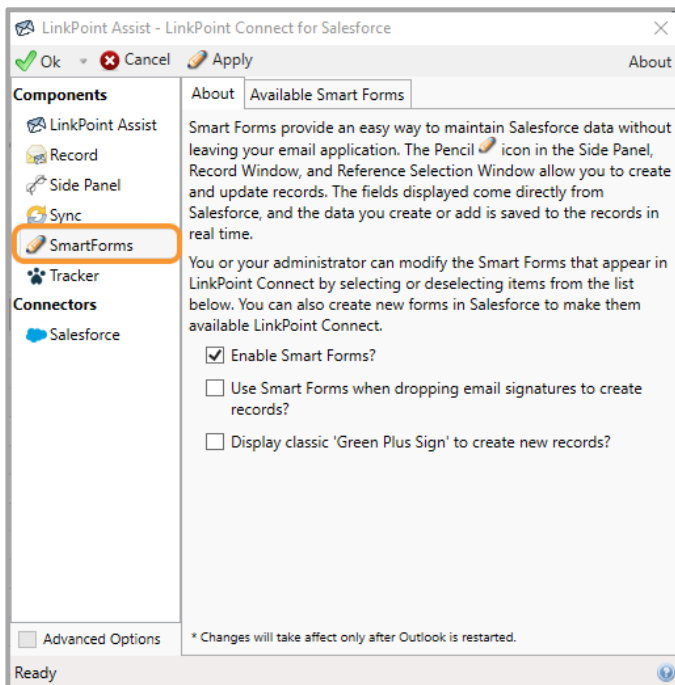 LinkPoint Assist - LinkPoint Connect for Salesforce
Ok Cancel Apply About
Components
LinkPoint Assist
Record
Side Panel
Sync
SmartForms
Tracker
Connectors
Salesforce
Advanced Options
About Available Smart Forms
Smart Forms provide an easy way to maintain Salesforce data without
leaving your email application. The Pencil icon in the Side Panel,
Record Window, and Reference Selection Window allow you to create
and update records. The fields displayed come directly from
Salesforce, and the data you create or add is saved to the records in
real time.
You or your administrator can modify the Smart Forms that appear in
LinkPoint Connect by selecting or deselecting items from the list
below. You can also create new forms in Salesforce to make them
available LinkPoint Connect.
Enable Smart Forms?
Use Smart Forms when dropping email signatures to create
records?
Display classic 'Green Plus Sign' to create new records?
* Changes will take affect only after Outlook is restarted.
Ready